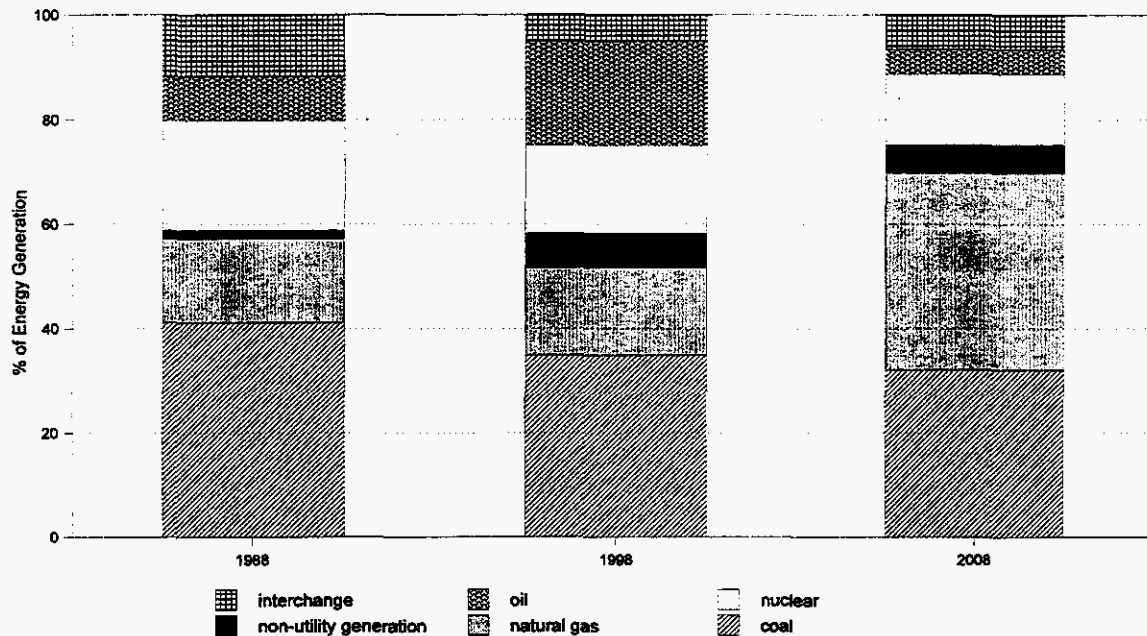 100
80
60
40
20
0
% of Energy Generation
1988
1998
2008
interchange
oil
nuclear
non-utility generation
natural gas
coal